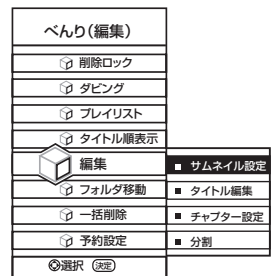 べんり(編集)
削除ロック
ダビング
プレイリスト
タイトル順表示
編集
サムネイル設定
フォルダ移動
タイトル編集
一括削除
チャプター設定
予約設定
分割
選択 決定